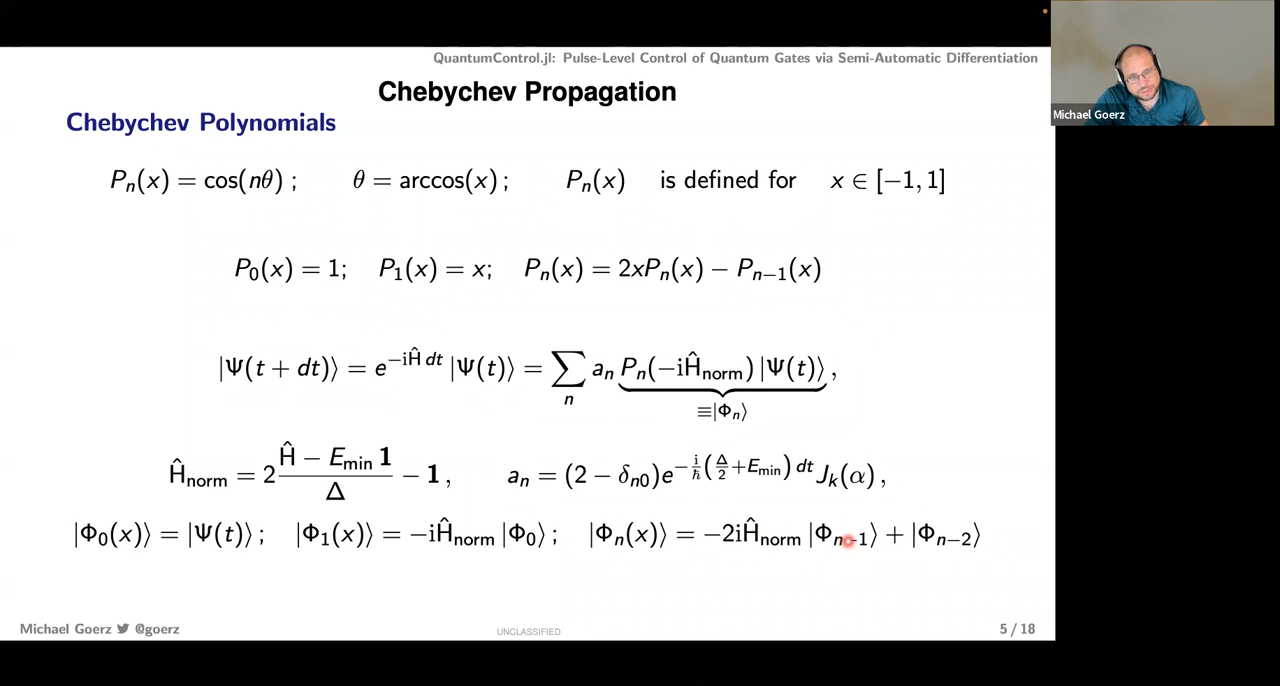 QuantumControl.jl: Pulse-Level Control of Quantum Gates via Semi-Automatic Differentiation
Chebychev Propagation
Chebychev Polynomials
Pₙ(x) = cos(nθ) ; θ = arccos(x) ; Pₙ(x) is defined for x ∈ [−1, 1]
P₀(x) = 1; P₁(x) = x; Pₙ(x) = 2xPₙ(x) − Pₙ₋₁(x)
|Ψ(t + dt)⟩ = e^{−iĤ dt} |Ψ(t)⟩ = ∑ₙ aₙ Pₙ(−iĤ_norm) |Ψ(t)⟩ ,
≡|Φₙ⟩
Ĥ_norm = 2 (Ĥ − E_min 𝟏)/Δ − 𝟏 , aₙ = (2 − δₙ₀)e^{−(i/ħ)(Δ/2 + E_min) dt} Jₖ(α) ,
|Φ₀(x)⟩ = |Ψ(t)⟩ ; |Φ₁(x)⟩ = −iĤ_norm |Φ₀⟩ ; |Φₙ(x)⟩ = −2iĤ_norm |Φₙ₋₁⟩ + |Φₙ₋₂⟩
Michael Goerz @goerz
UNCLASSIFIED
5 / 18
Michael Goerz